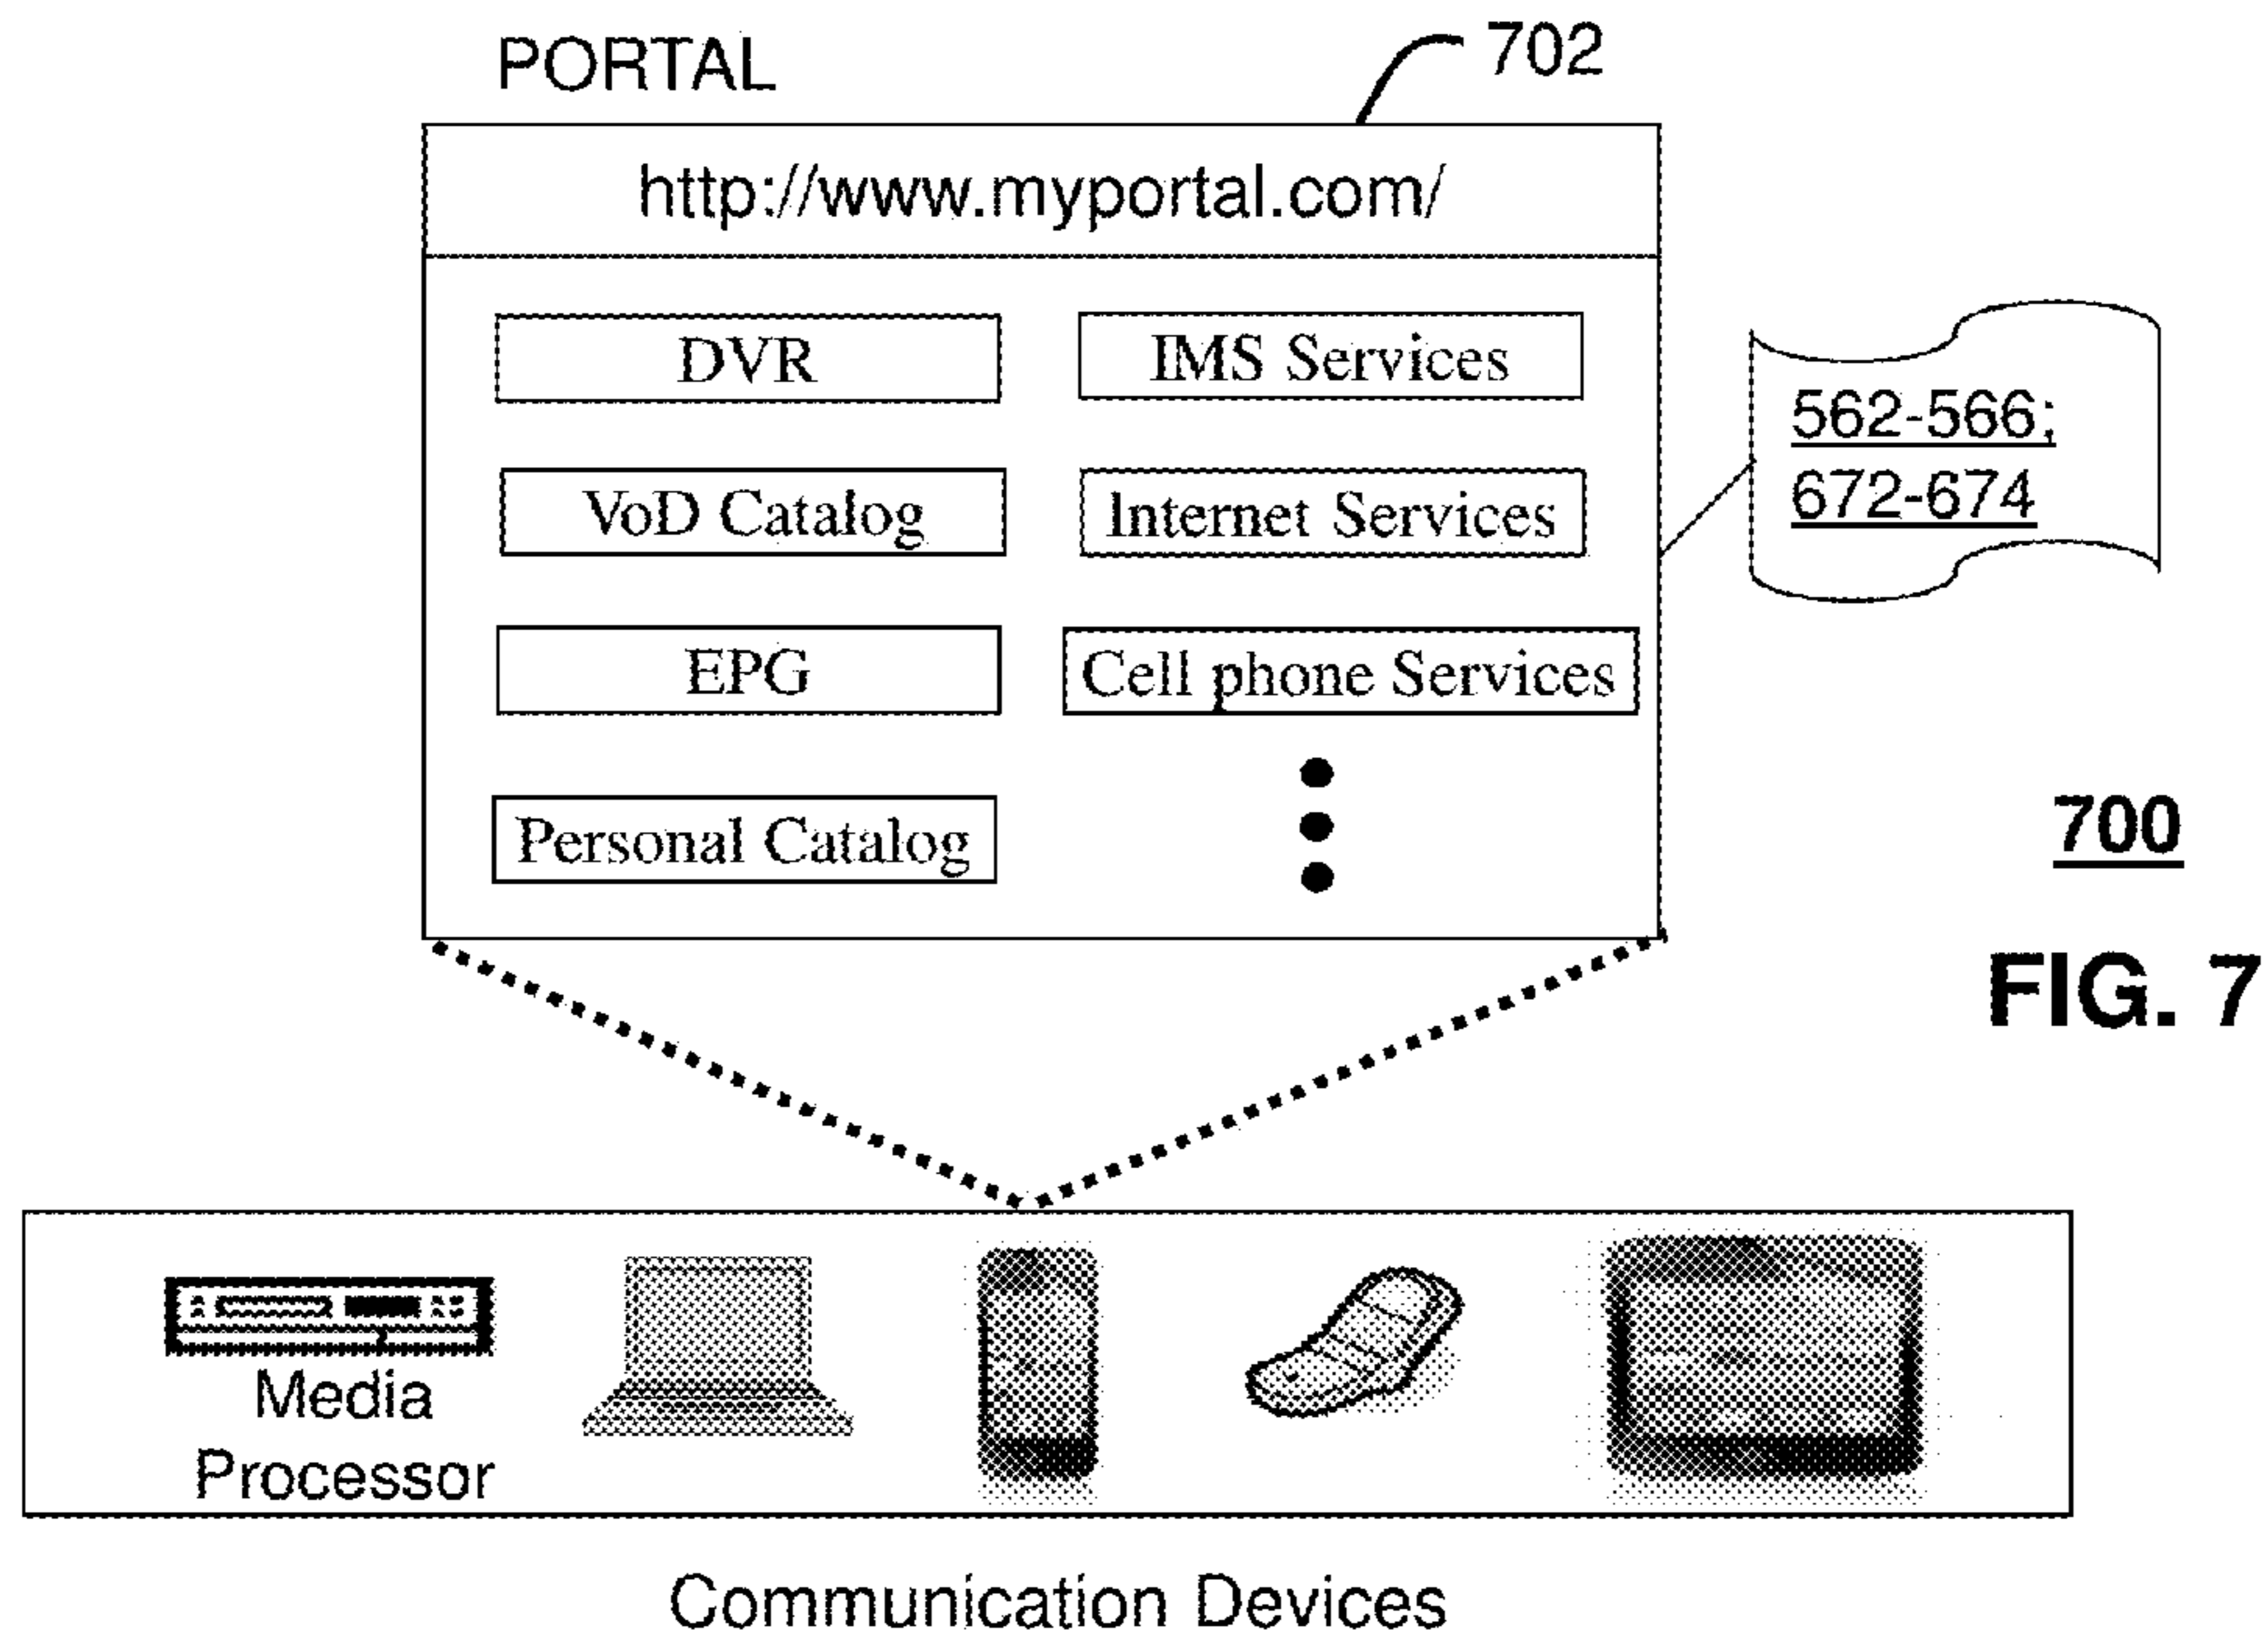 PORTAL
702
http://www.myportal.com/
DVR
IMS Services
VoD Catalog
Internet Services
EPG
Cell phone Services
Personal Catalog
562-566;
672-674
700
FIG. 7
Media
Processor
Communication Devices